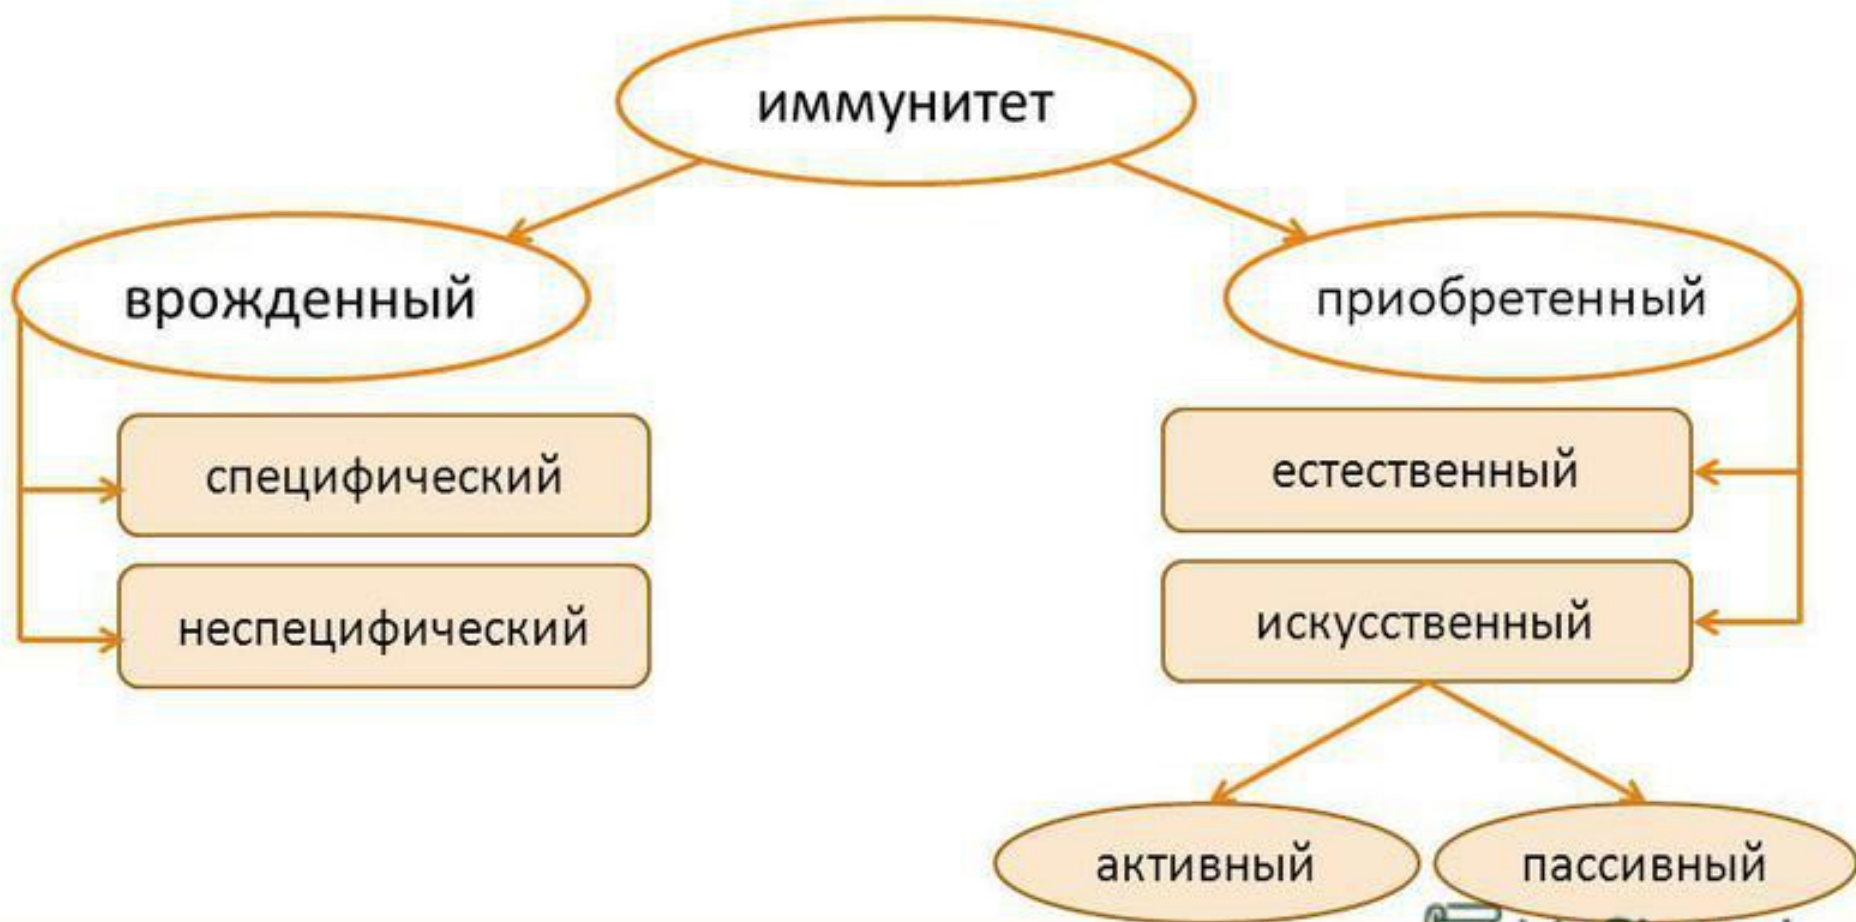 иммунитет
врожденный
приобретенный
специфический
естественный
неспецифический
искусственный
активный
пассивный